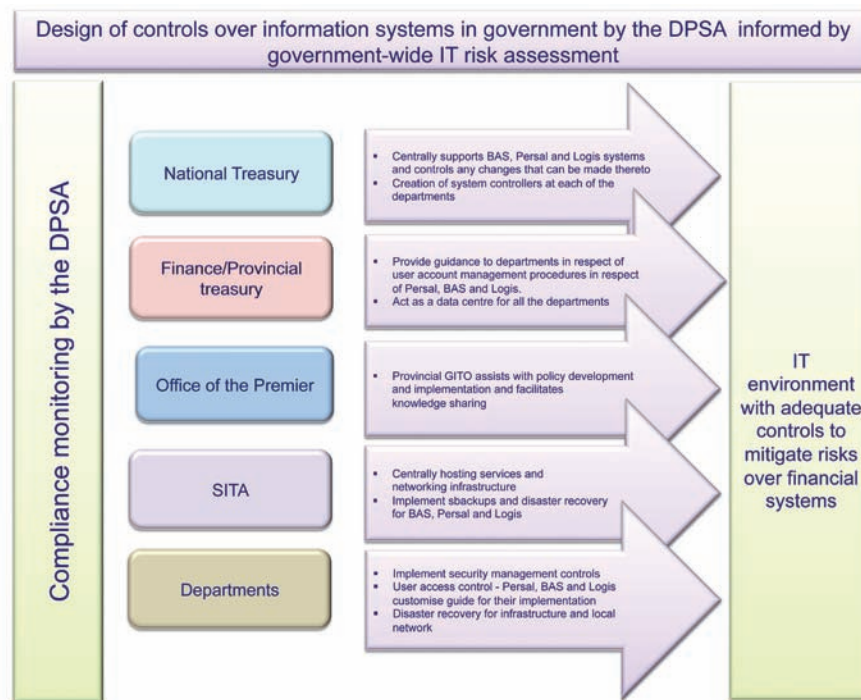 Design of controls over information systems in government by the DPSA informed by
government-wide IT risk assessment
Compliance monitoring by the DPSA
National Treasury
▪ Centrally supports BAS, Persal and Logis systems
and controls any changes that can be made thereto
▪ Creation of system controllers at each of the
departments
Finance/Provincial
treasury
▪ Provide guidance to departments in respect of
user account management procedures in respect
of Persal, BAS and Logis.
▪ Act as a data centre for all the departments
Office of the Premier
▪ Provincial GITO assists with policy development
and implementation and facilitates
knowledge sharing
SITA
▪ Centrally hosting services and
networking infrastructure
▪ Implement sbackups and disaster recovery
for BAS, Persal and Logis
Departments
▪ Implement security management controls
▪ User access control - Persal, BAS and Logis
customise guide for their implementation
▪ Disaster recovery for infrastructure and local
network
IT
environment
with adequate
controls to
mitigate risks
over financial
systems